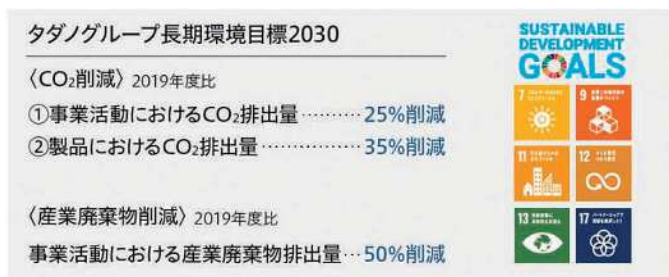 タダノグループ長期環境目標2030
〈CO₂削減〉 2019年度比
①事業活動におけるCO₂排出量………25%削減
②製品におけるCO₂排出量……………35%削減
〈産業廃棄物削減〉 2019年度比
事業活動における産業廃棄物排出量…50%削減
SUSTAINABLE
DEVELOPMENT
GOALS
7
9
11
12
13
17